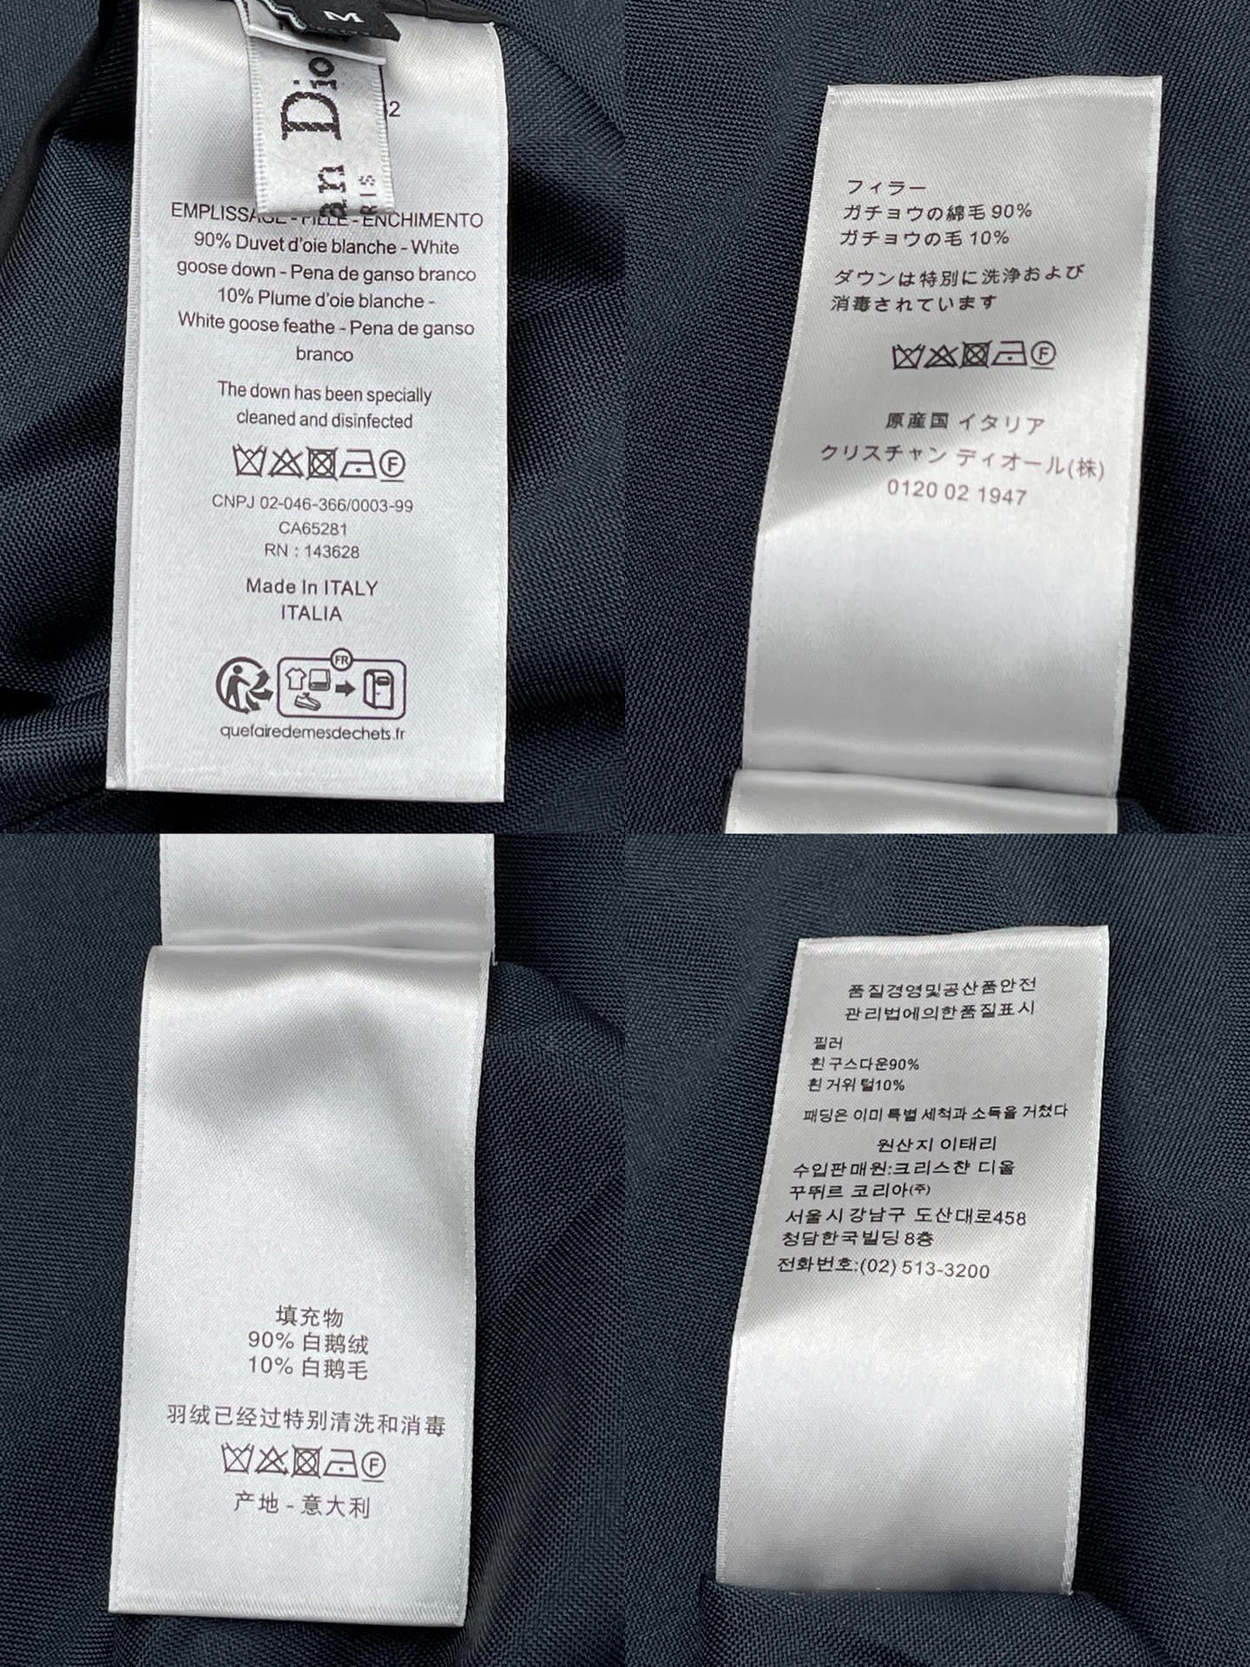 M
an Dio
RIS
2
EMPLISSAGE - FILLE - ENCHIMENTO
90% Duvet d'oie blanche - White
goose down - Pena de ganso branco
10% Plume d'oie blanche -
White goose feathe - Pena de ganso
branco
The down has been specially
cleaned and disinfected
F
CNPJ 02-046-366/0003-99
CA65281
RN : 143628
Made In ITALY
ITALIA
FR
quefairedemesdechets.fr
フィラー
ガチョウの綿毛 90%
ガチョウの毛 10%
ダウンは特別に洗浄および
消毒されています
F
原産国 イタリア
クリスチャン ディオール(株)
0120 02 1947
填充物
90% 白鹅绒
10% 白鹅毛
羽绒已经过特别清洗和消毒
F
产地 - 意大利
품질경영및공산품안전
관리법에의한품질표시
필러
흰 구스다운90%
흰 거위 털10%
패딩은 이미 특별 세척과 소득을 거쳤다
원산지 이태리
수입판매원:크리스챤 디올
꾸뛰르 코리아(주)
서울시 강남구 도산대로458
청담한국빌딩 8층
전화번호:(02) 513-3200